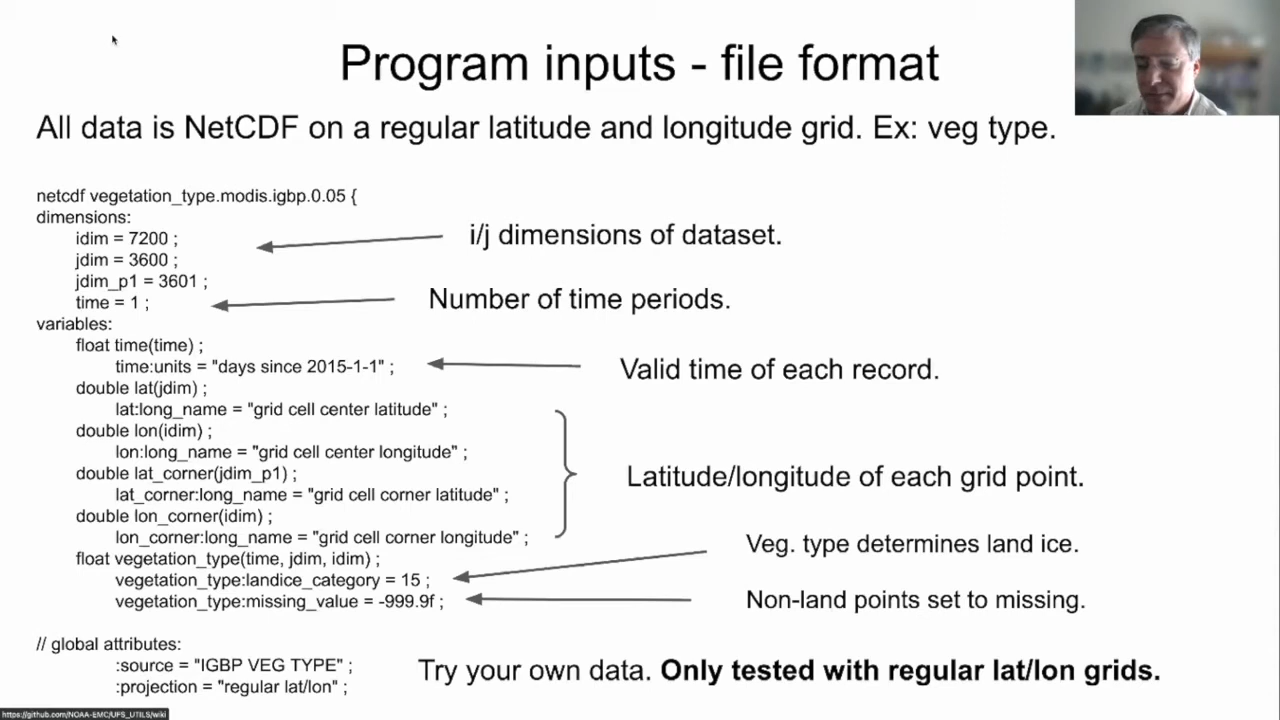 Program inputs - file format
All data is NetCDF on a regular latitude and longitude grid. Ex: veg type.
netcdf vegetation_type.modis.igbp.0.05 {
dimensions:
idim = 7200 ;
jdim = 3600 ;
jdim_p1 = 3601 ;
time = 1 ;
i/j dimensions of dataset.
Number of time periods.
variables:
float time(time) ;
time:units = "days since 2015-1-1" ;
Valid time of each record.
double lat(jdim) ;
lat:long_name = "grid cell center latitude" ;
double lon(idim) ;
lon:long_name = "grid cell center longitude" ;
double lat_corner(jdim_p1) ;
lat_corner:long_name = "grid cell corner latitude" ;
double lon_corner(idim) ;
lon_corner:long_name = "grid cell corner longitude" ;
Latitude/longitude of each grid point.
float vegetation_type(time, jdim, idim) ;
vegetation_type:landice_category = 15 ;
Veg. type determines land ice.
vegetation_type:missing_value = -999.9f ;
Non-land points set to missing.
// global attributes:
:source = "IGBP VEG TYPE" ;
:projection = "regular lat/lon" ;
Try your own data. Only tested with regular lat/lon grids.
https://github.com/NOAA-EMC/UFS_UTILS/wiki